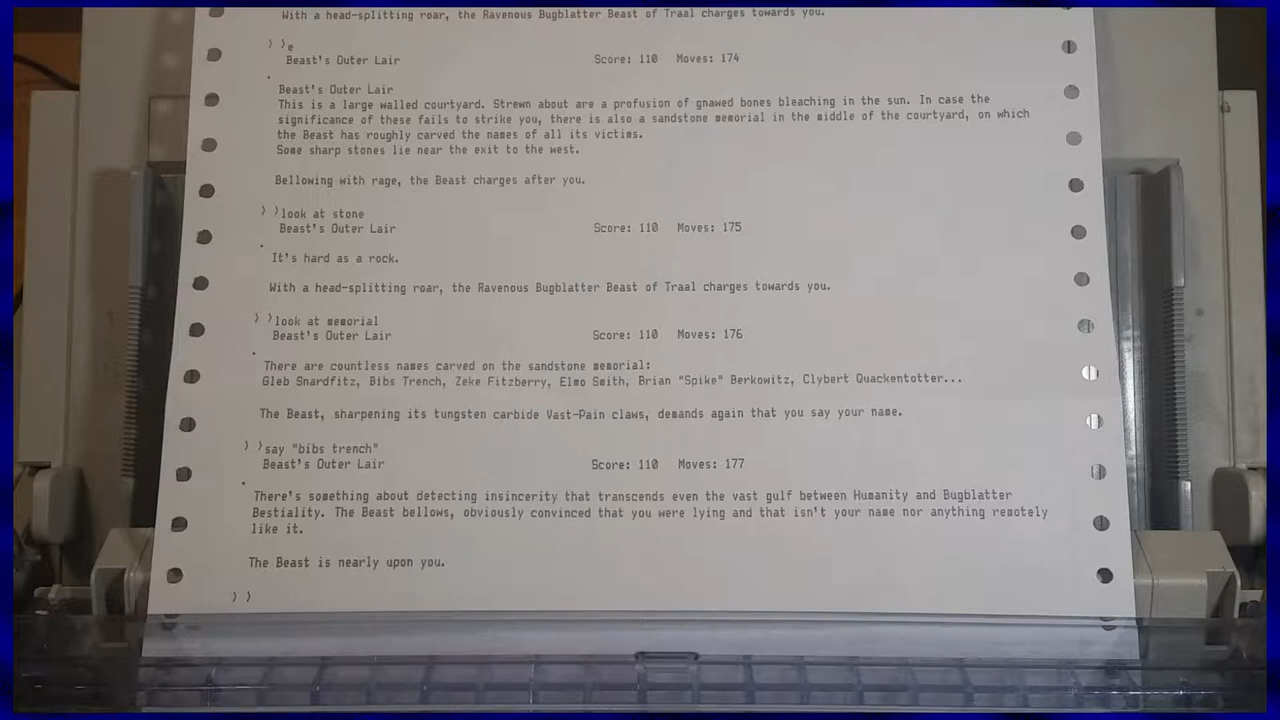 With a head-splitting roar, the Ravenous Bugblatter Beast of Traal charges towards you.
> >e
Beast's Outer Lair Score: 110 Moves: 174
.
Beast's Outer Lair
This is a large walled courtyard. Strewn about are a profusion of gnawed bones bleaching in the sun. In case the
significance of these fails to strike you, there is also a sandstone memorial in the middle of the courtyard, on which
the Beast has roughly carved the names of all its victims.
Some sharp stones lie near the exit to the west.
Bellowing with rage, the Beast charges after you.
> >look at stone
Beast's Outer Lair Score: 110 Moves: 175
.
It's hard as a rock.
With a head-splitting roar, the Ravenous Bugblatter Beast of Traal charges towards you.
> >look at memorial
Beast's Outer Lair Score: 110 Moves: 176
.
There are countless names carved on the sandstone memorial:
Gleb Snardfitz, Bibs Trench, Zeke Fitzberry, Elmo Smith, Brian "Spike" Berkowitz, Clybert Quackentotter...
The Beast, sharpening its tungsten carbide Vast-Pain claws, demands again that you say your name.
> >say "bibs trench"
Beast's Outer Lair Score: 110 Moves: 177
.
There's something about detecting insincerity that transcends even the vast gulf between Humanity and Bugblatter
Bestiality. The Beast bellows, obviously convinced that you were lying and that isn't your name nor anything remotely
like it.
The Beast is nearly upon you.
> >